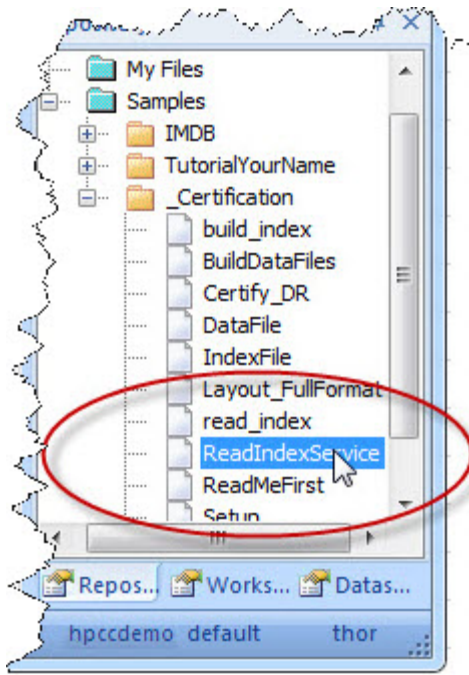 My Files
Samples
IMDB
TutorialYourName
_Certification
build_index
BuildDataFiles
Certify_DR
DataFile
IndexFile
Layout_FullFormat
read_index
ReadIndexService
ReadMeFirst
Setup
Repos... Works... Datas...
hpccdemo default thor